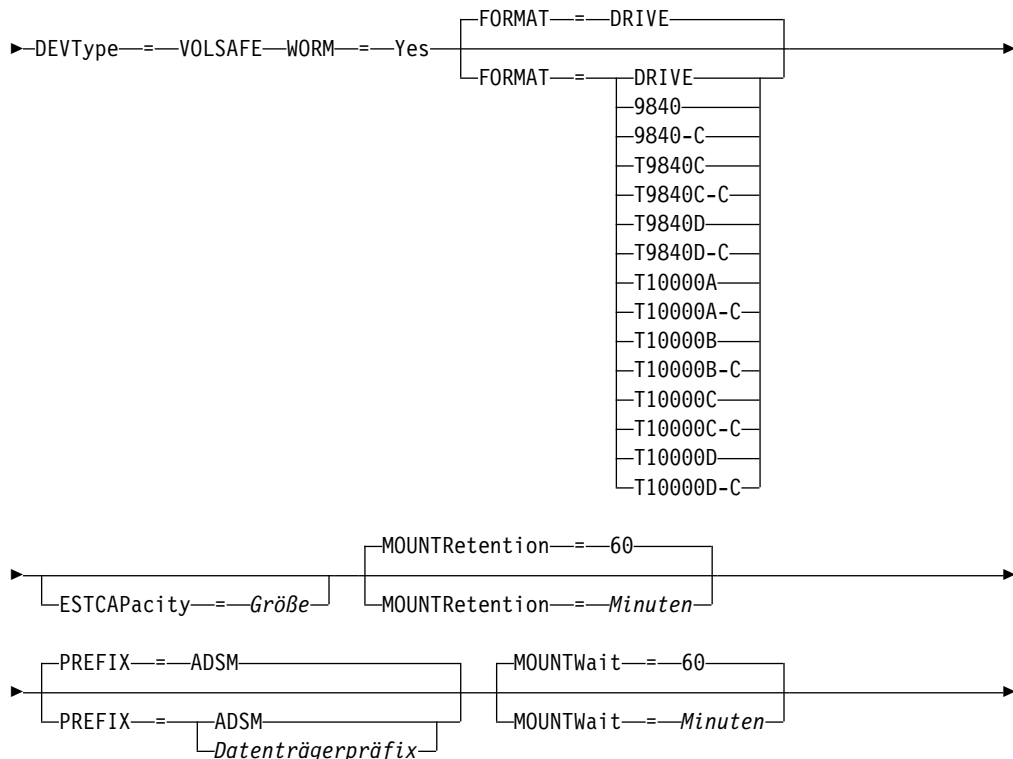 FORMAT = DRIVE
DEVType = VOLSAFE WORM = Yes
FORMAT = DRIVE
9840
9840-C
T9840C
T9840C-C
T9840D
T9840D-C
T10000A
T10000A-C
T10000B
T10000B-C
T10000C
T10000C-C
T10000D
T10000D-C
MOUNTRetention = 60
ESTCAPacity = Größe
MOUNTRetention = Minuten
PREFIX = ADSM
MOUNTWait = 60
PREFIX = ADSM
MOUNTWait = Minuten
Datenträgerpräfix